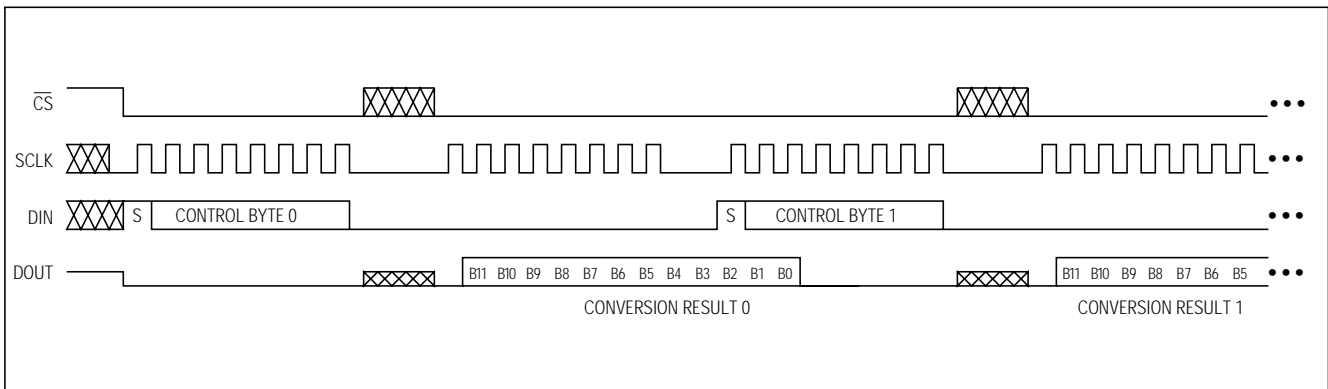 CS
SCLK
DIN S CONTROL BYTE 0 S CONTROL BYTE 1
DOUT B11 B10 B9 B8 B7 B6 B5 B4 B3 B2 B1 B0 B11 B10 B9 B8 B7 B6 B5
CONVERSION RESULT 0 CONVERSION RESULT 1